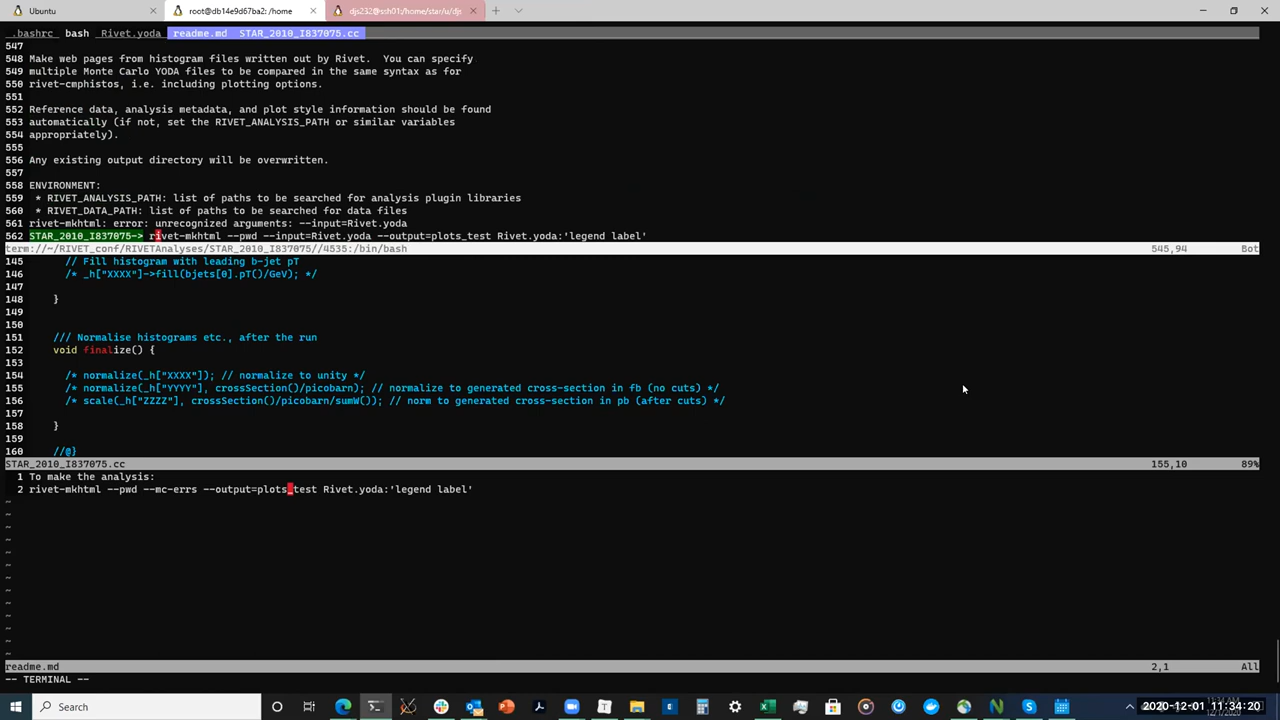 Ubuntu
root@db14e9d67ba2: /home
djs232@ssh01:/home/star/u/djs
.bashrc bash Rivet.yoda readme.md STAR_2010_I837075.cc
547
548 Make web pages from histogram files written out by Rivet.  You can specify
549 multiple Monte Carlo YODA files to be compared in the same syntax as for
550 rivet-cmphistos, i.e. including plotting options.
551
552 Reference data, analysis metadata, and plot style information should be found
553 automatically (if not, set the RIVET_ANALYSIS_PATH or similar variables
554 appropriately).
555
556 Any existing output directory will be overwritten.
557
558 ENVIRONMENT:
559  * RIVET_ANALYSIS_PATH: list of paths to be searched for analysis plugin libraries
560  * RIVET_DATA_PATH: list of paths to be searched for data files
561 rivet-mkhtml: error: unrecognized arguments: --input=Rivet.yoda
562 STAR_2010_I837075-> rivet-mkhtml --pwd --input=Rivet.yoda --output=plots_test Rivet.yoda:'legend label'
term://~/RIVET_conf/RIVETAnalyses/STAR_2010_I837075//4535:/bin/bash 545,94 Bot
145 // Fill histogram with leading b-jet pT
146 /* _h["XXXX"]->fill(bjets[0].pT()/GeV); */
147
148 }
149
150
151 /// Normalise histograms etc., after the run
152 void finalize() {
153
154 /* normalize(_h["XXXX"]); // normalize to unity */
155 /* normalize(_h["YYYY"], crossSection()/picobarn); // normalize to generated cross-section in fb (no cuts) */
156 /* scale(_h["ZZZZ"], crossSection()/picobarn/sumW()); // norm to generated cross-section in pb (after cuts) */
157
158 }
159
160 //@}
STAR_2010_I837075.cc 155,10 89%
1 To make the analysis:
2 rivet-mkhtml --pwd --mc-errs --output=plots_test Rivet.yoda:'legend label'
~
~
~
~
~
~
~
~
~
~
~
~
readme.md 2,1 All
-- TERMINAL --
Search
2020-12-01 11:34:20